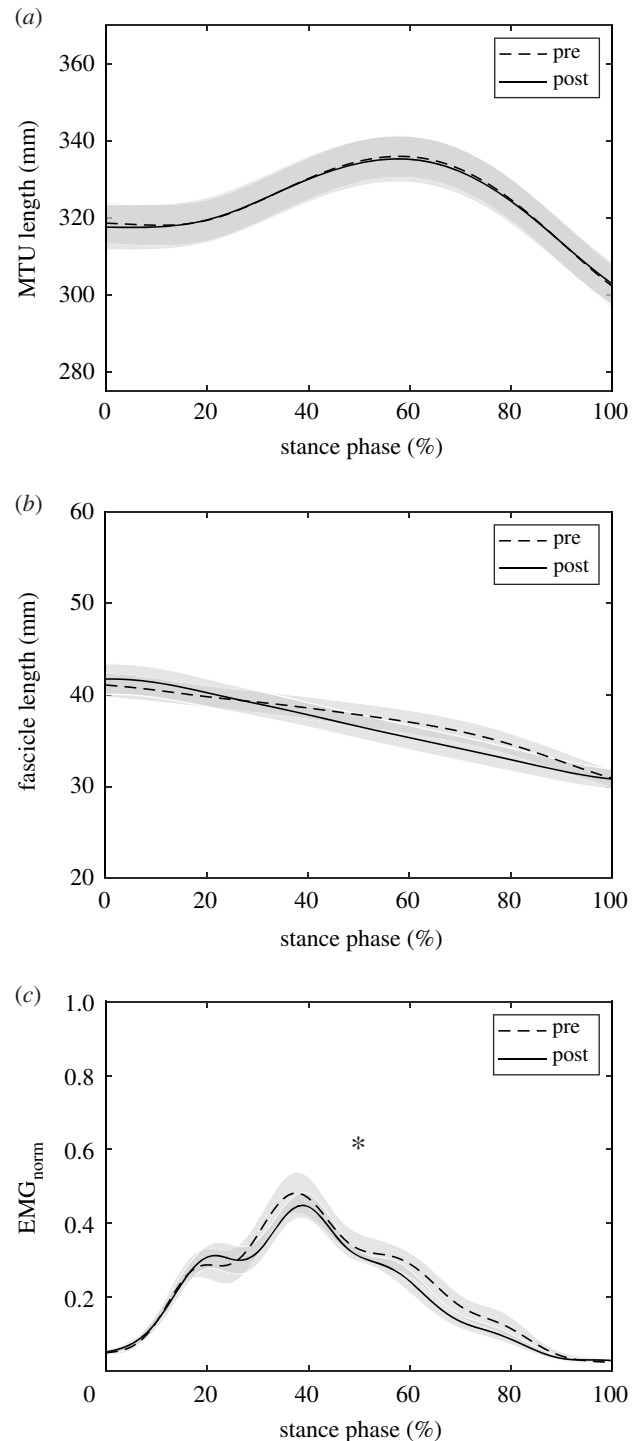 (a)
360
340
320
300
280
MTU length (mm)
pre
post
0 20 40 60 80 100
stance phase (%)
(b)
60
50
40
30
20
fascicle length (mm)
pre
post
0 20 40 60 80 100
stance phase (%)
(c)
1.0
0.8
0.6
0.4
0.2
EMGnorm
pre
post
*
0 20 40 60 80 100
stance phase (%)